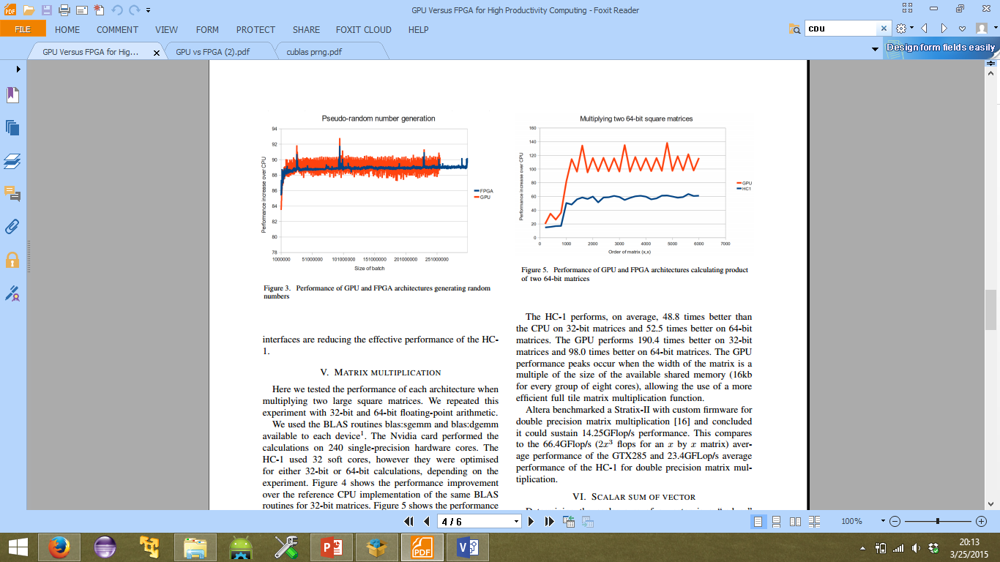 GPU Versus FPGA for High Productivity Computing - Foxit Reader
FILE HOME COMMENT VIEW FORM PROTECT SHARE FOXIT CLOUD HELP
CDU
GPU Versus FPGA for Hig... GPU vs FPGA (2).pdf cublas prng.pdf
Design form fields easily
Pseudo-random number generation
Performance increase over CPU
94
92
90
88
86
84
82
80
78
1000000 51000000 101000000 151000000 201000000 251000000
Size of batch
FPGA
GPU
Figure 3. Performance of GPU and FPGA architectures generating random
numbers
interfaces are reducing the effective performance of the HC-
1.
V. MATRIX MULTIPLICATION
Here we tested the performance of each architecture when
multiplying two large square matrices. We repeated this
experiment with 32-bit and 64-bit floating-point arithmetic.
We used the BLAS routines blas:sgemm and blas:dgemm
available to each device1. The Nvidia card performed the
calculations on 240 single-precision hardware cores. The
HC-1 used 32 soft cores, however they were optimised
for either 32-bit or 64-bit calculations, depending on the
experiment. Figure 4 shows the performance improvement
over the reference CPU implementation of the same BLAS
routines for 32-bit matrices. Figure 5 shows the performance
Multiplying two 64-bit square matrices
Performance increase over CPU
160
140
120
100
80
60
40
20
0
0 1000 2000 3000 4000 5000 6000 7000
Order of matrix (x,x)
GPU
HC1
Figure 5. Performance of GPU and FPGA architectures calculating product
of two 64-bit matrices
The HC-1 performs, on average, 48.8 times better than
the CPU on 32-bit matrices and 52.5 times better on 64-bit
matrices. The GPU performs 190.4 times better on 32-bit
matrices and 98.0 times better on 64-bit matrices. The GPU
performance peaks occur when the width of the matrix is a
multiple of the size of the available shared memory (16kb
for every group of eight cores), allowing the use of a more
efficient full tile matrix multiplication function.
Altera benchmarked a Stratix-II with custom firmware for
double precision matrix multiplication [16] and concluded
it could sustain 14.25GFlop/s performance. This compares
to the 66.4GFlop/s (2x³ flops for an x by x matrix) aver-
age performance of the GTX285 and 23.4GFLop/s average
performance of the HC-1 for double precision matrix mul-
tiplication.
VI. SCALAR SUM OF VECTOR
4 / 6
100%
20:13
3/25/2015